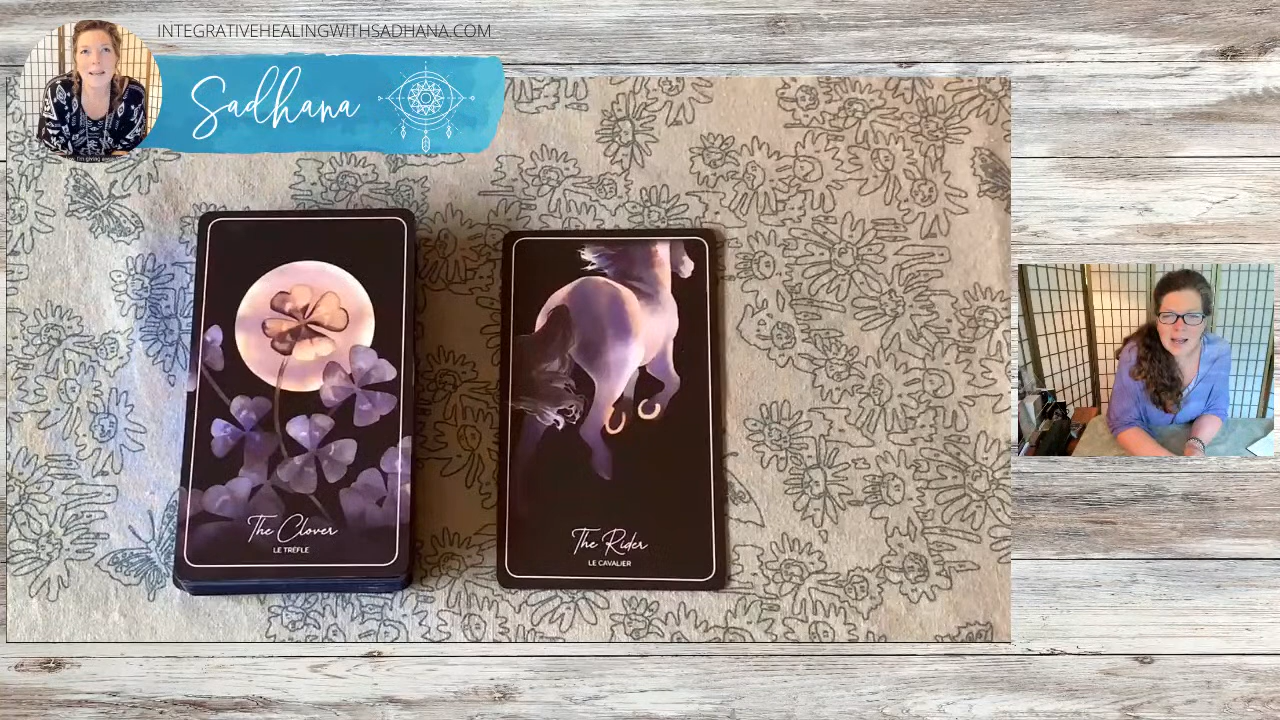 INTEGRATIVEHEALINGWITHSADHANA.COM
Sadhana
The Clover
LE TRÈFLE
The Rider
LE CAVALIER